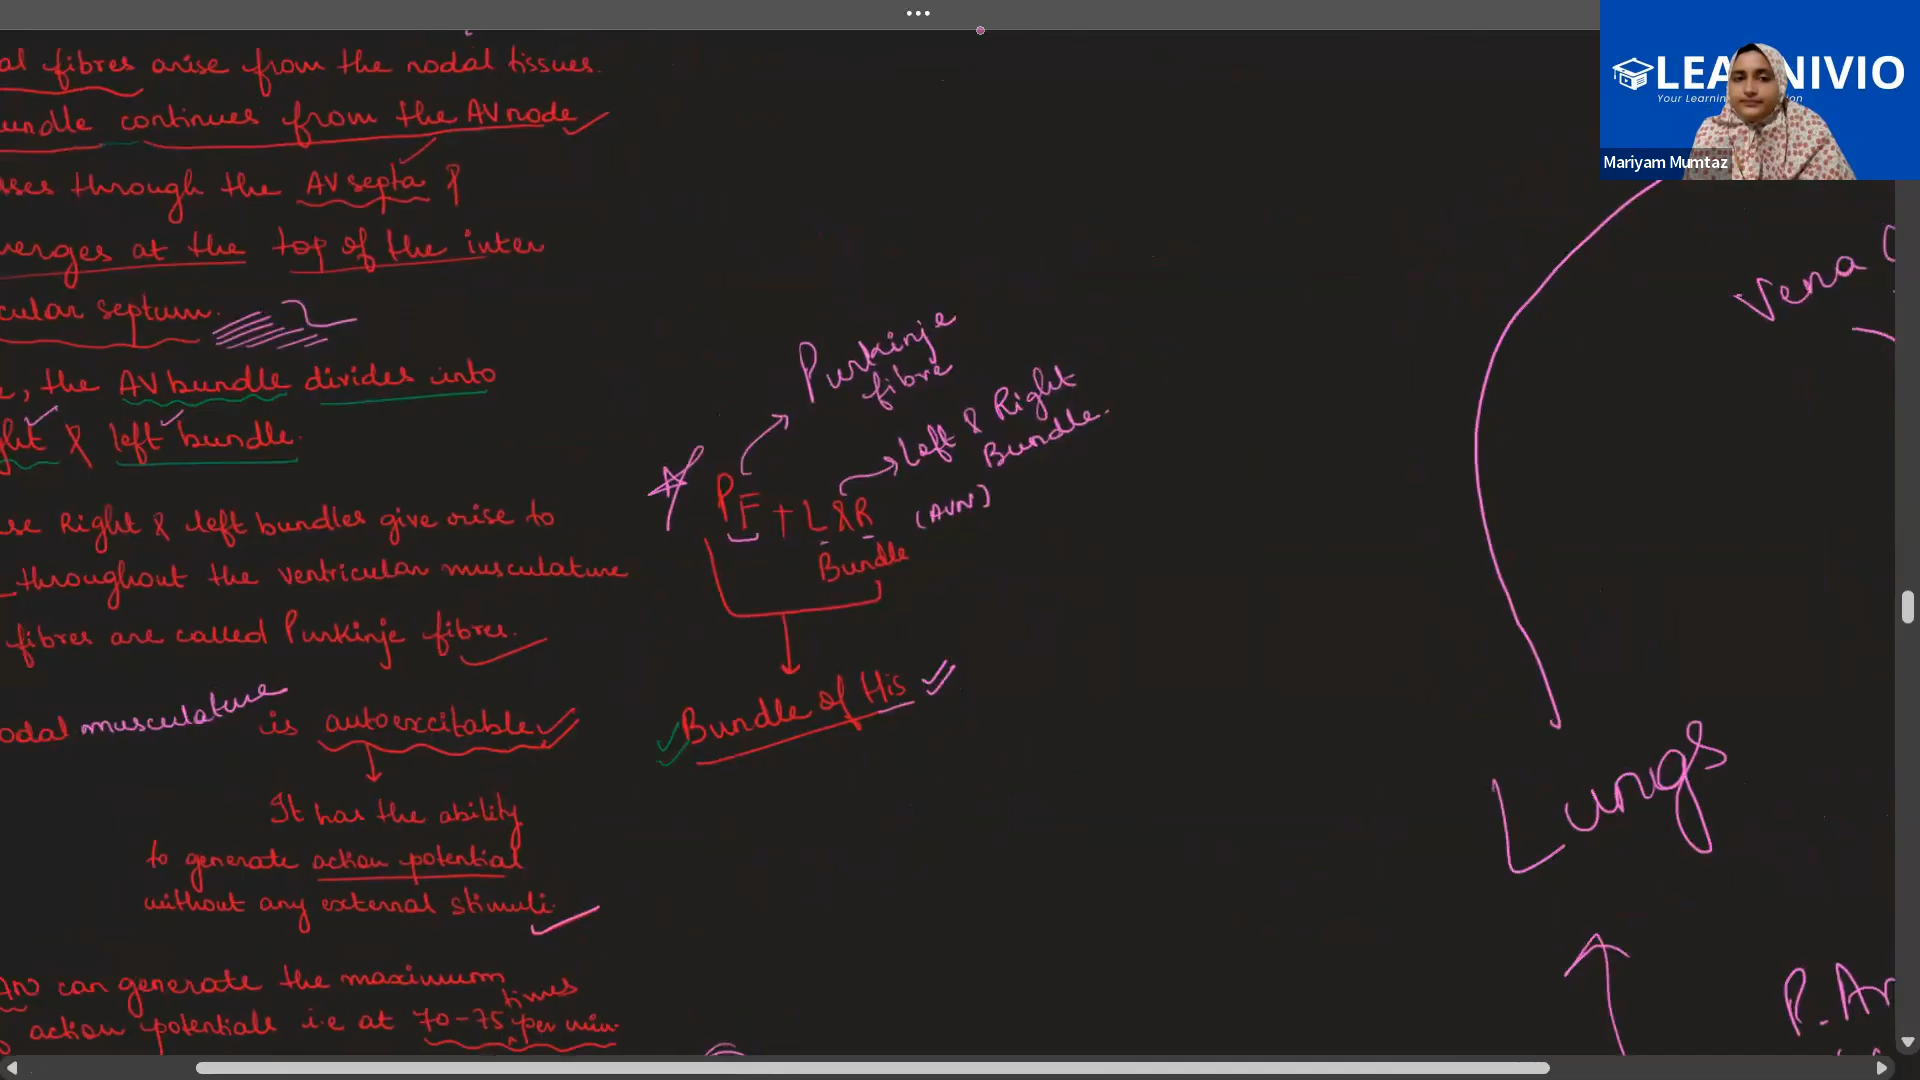 al fibres arise from the nodal tissues.
undle continues from the AV node
sses through the AV septa &
nerges at the top of the inter
cular septum.
e, the AV bundle divides into
ght & left bundle.
se Right & left bundles give rise to
throughout the ventricular musculature
fibres are called Purkinje fibres.
odal musculature is autoexcitable
It has the ability
to generate action potential
without any external stimuli.
AN can generate the maximum
times
action potentials i.e at 70-75 per min.
Purkinje
fibre
Left & Right
Bundle.
PF + L&R (AVN)
Bundle
Bundle of His
LEA NIVIO
Your Learnin on
Mariyam Mumtaz
Vena C
Lungs
P. Ar